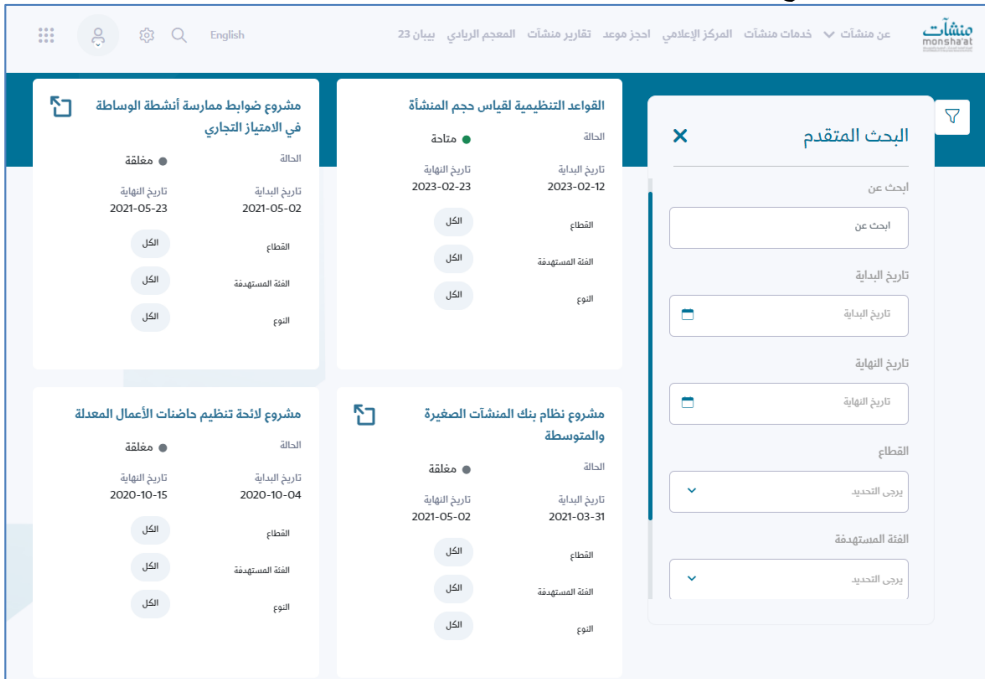 منشآت
monsha'at
عن منشآت
خدمات منشآت
المركز الإعلامي
احجز موعد
تقارير منشآت
المعجم الريادي
بيبان 23
English
البحث المتقدم
ابحث عن
ابحث عن
تاريخ البداية
تاريخ البداية
تاريخ النهاية
تاريخ النهاية
القطاع
يرجى التحديد
الفئة المستهدفة
يرجى التحديد
القواعد التنظيمية لقياس حجم المنشأة
الحالة
متاحة
تاريخ البداية
تاريخ النهاية
2023-02-12
2023-02-23
القطاع
الكل
الفئة المستهدفة
الكل
النوع
الكل
مشروع ضوابط ممارسة أنشطة الوساطة
في الامتياز التجاري
الحالة
مغلقة
تاريخ البداية
تاريخ النهاية
2021-05-02
2021-05-23
القطاع
الكل
الفئة المستهدفة
الكل
النوع
الكل
مشروع نظام بنك المنشآت الصغيرة
والمتوسطة
الحالة
مغلقة
تاريخ البداية
تاريخ النهاية
2021-03-31
2021-05-02
القطاع
الكل
الفئة المستهدفة
الكل
النوع
الكل
مشروع لائحة تنظيم حاضنات الأعمال المعدلة
الحالة
مغلقة
تاريخ البداية
تاريخ النهاية
2020-10-04
2020-10-15
القطاع
الكل
الفئة المستهدفة
الكل
النوع
الكل